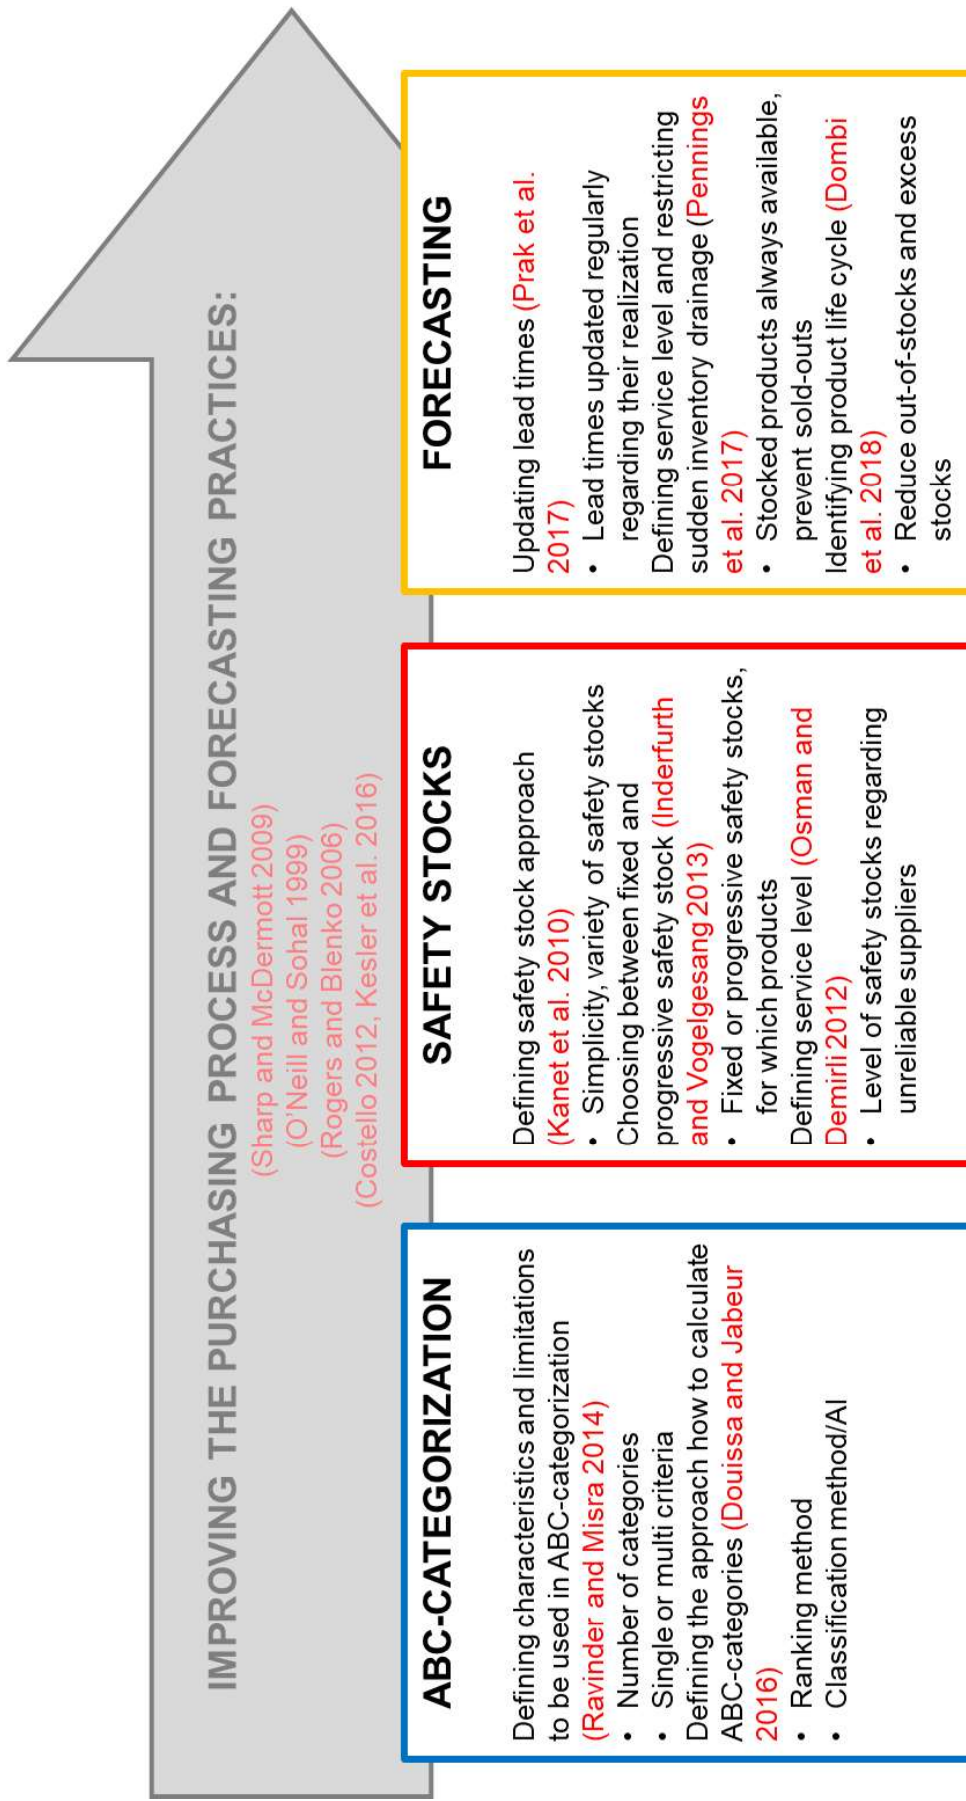 IMPROVING THE PURCHASING PROCESS AND FORECASTING PRACTICES:
(Sharp and McDermott 2009)
(O'Neill and Sohal 1999)
(Rogers and Blenko 2006)
(Costello 2012, Kesler et al. 2016)
ABC-CATEGORIZATION
Defining characteristics and limitations
to be used in ABC-categorization
(Ravinder and Misra 2014)
• Number of categories
• Single or multi criteria
Defining the approach how to calculate
ABC-categories (Douissa and Jabeur
2016)
• Ranking method
• Classification method/AI
SAFETY STOCKS
Defining safety stock approach
(Kanet et al. 2010)
• Simplicity, variety of safety stocks
Choosing between fixed and
progressive safety stock (Inderfurth
and Vogelgesang 2013)
• Fixed or progressive safety stocks,
for which products
Defining service level (Osman and
Demirli 2012)
• Level of safety stocks regarding
unreliable suppliers
FORECASTING
Updating lead times (Prak et al.
2017)
• Lead times updated regularly
regarding their realization
Defining service level and restricting
sudden inventory drainage (Pennings
et al. 2017)
• Stocked products always available,
prevent sold-outs
Identifying product life cycle (Dombi
et al. 2018)
• Reduce out-of-stocks and excess
stocks